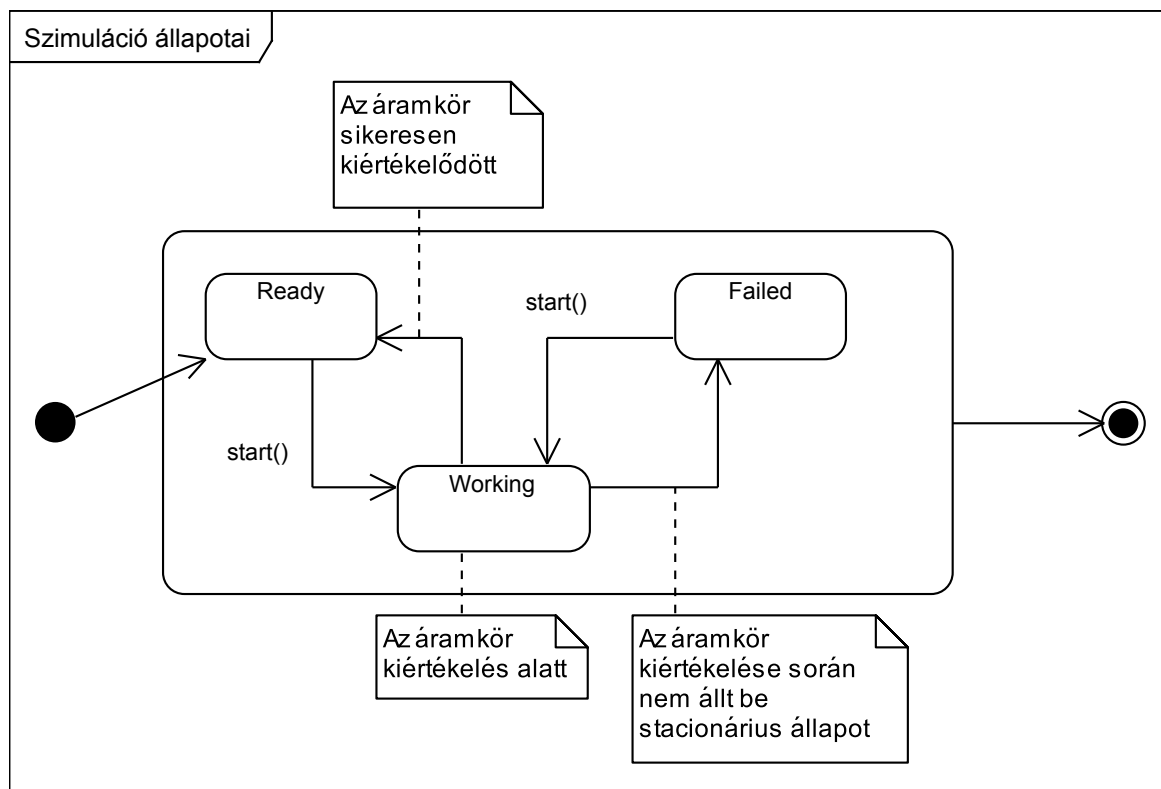 Szimuláció állapotai
Az áramkör
sikeresen
kiértékelődött
Ready
Failed
start()
start()
Working
Az áramkör
kiértékelés alatt
Az áramkör
kiértékelése során
nem állt be
stacionárius állapot